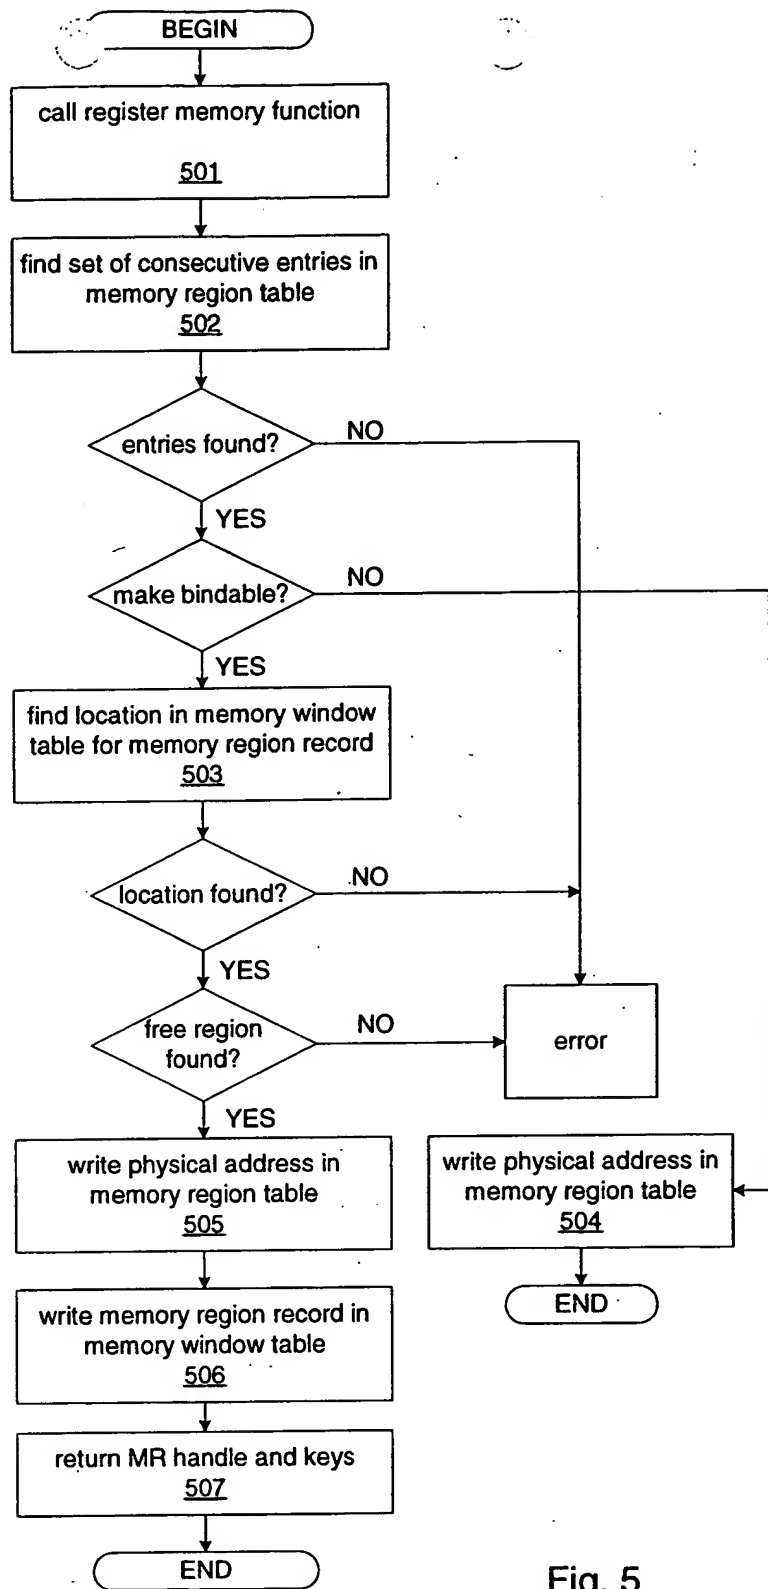 BEGIN
call register memory function
501
find set of consecutive entries in
memory region table
502
entries found?
NO
YES
make bindable?
NO
YES
find location in memory window
table for memory region record
503
location found?
NO
YES
free region
found?
NO
error
YES
write physical address in
memory region table
505
write physical address in
memory region table
504
END
write memory region record in
memory window table
506
return MR handle and keys
507
END
Fig. 5